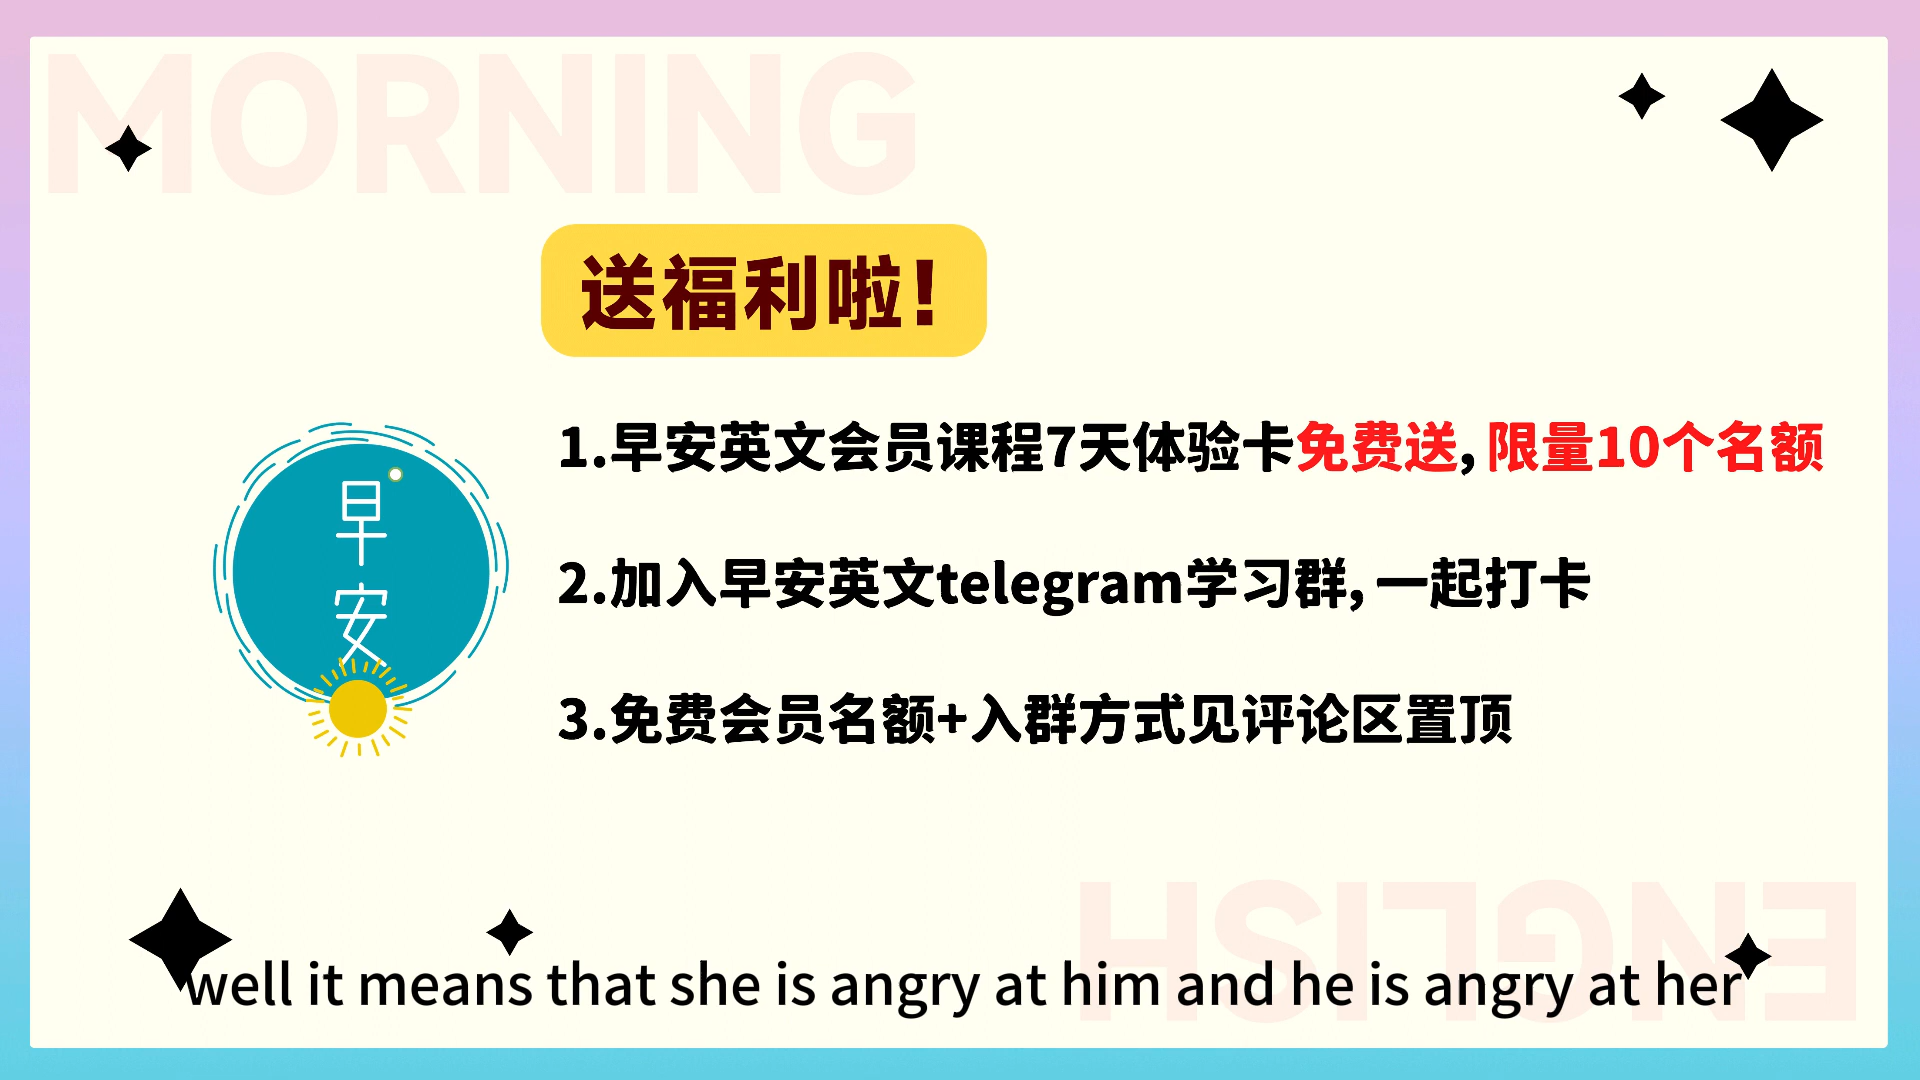 MORNING
送福利啦!
1.早安英文会员课程7天体验卡免费送, 限量10个名额
早安
2.加入早安英文telegram学习群, 一起打卡
3.免费会员名额+入群方式见评论区置顶
ENGLISH
well it means that she is angry at him and he is angry at her